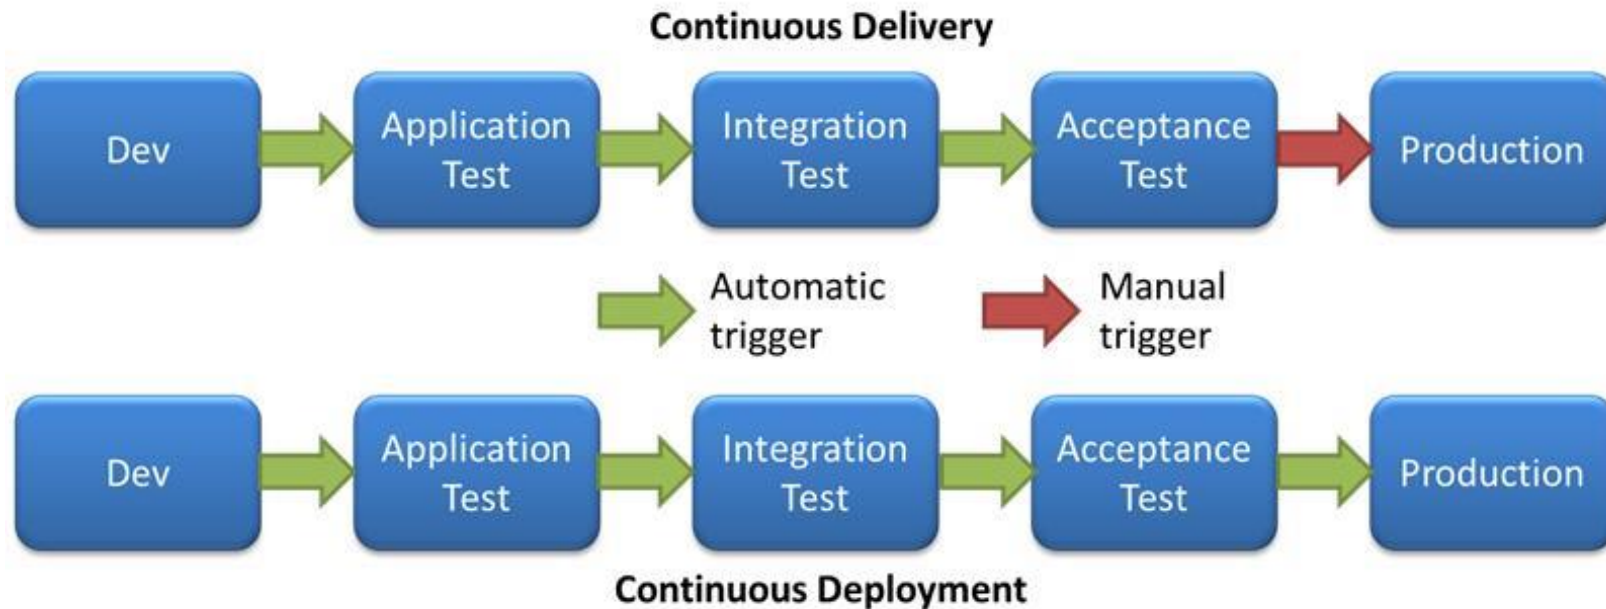 Continuous Delivery
Dev
Application
Test
Integration
Test
Acceptance
Test
Production
Automatic
trigger
Manual
trigger
Dev
Application
Test
Integration
Test
Acceptance
Test
Production
Continuous Deployment